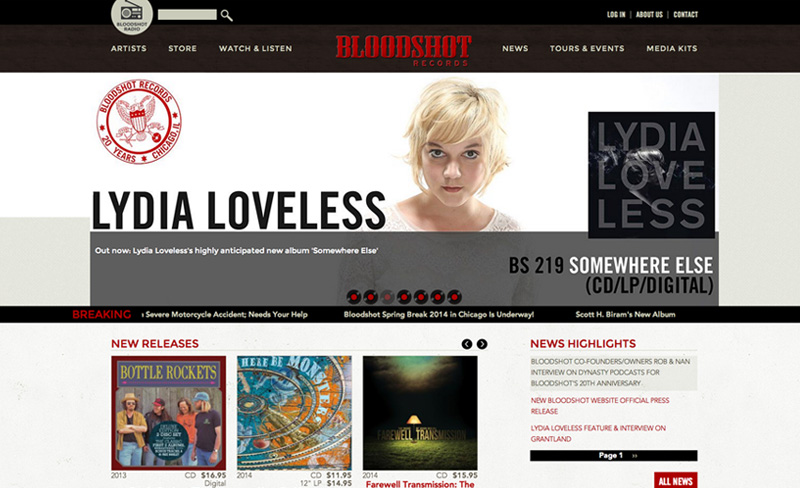 BLOODSHOT
RADIO
LOG IN | ABOUT US | CONTACT
ARTISTS STORE WATCH & LISTEN
BLOODSHOT
RECORDS
NEWS TOURS & EVENTS MEDIA KITS
BLOODSHOT RECORDS
20 YEARS ★ CHICAGO, IL
LYDIA
LOVE
LESS
LYDIA LOVELESS
Out now: Lydia Loveless's highly anticipated new album 'Somewhere Else'
BS 219 SOMEWHERE ELSE
(CD/LP/DIGITAL)
BREAKING Severe Motorcycle Accident; Needs Your Help Bloodshot Spring Break 2014 in Chicago Is Underway! Scott H. Biram's New Album
NEW RELEASES
BOTTLE ROCKETS
DELUXE
2 DISC SET
HERE BE MONSTERS
FAREWELL TRANSMISSION
2013 CD $16.95
Digital
2014 CD $11.95
12" LP $14.95
2014 CD $15.95
Farewell Transmission: The
NEWS HIGHLIGHTS
BLOODSHOT CO-FOUNDERS/OWNERS ROB & NAN
INTERVIEW ON DYNASTY PODCASTS FOR
BLOODSHOT'S 20TH ANNIVERSARY
NEW BLOODSHOT WEBSITE OFFICIAL PRESS
RELEASE
LYDIA LOVELESS FEATURE & INTERVIEW ON
GRANTLAND
Page 1 »
ALL NEWS